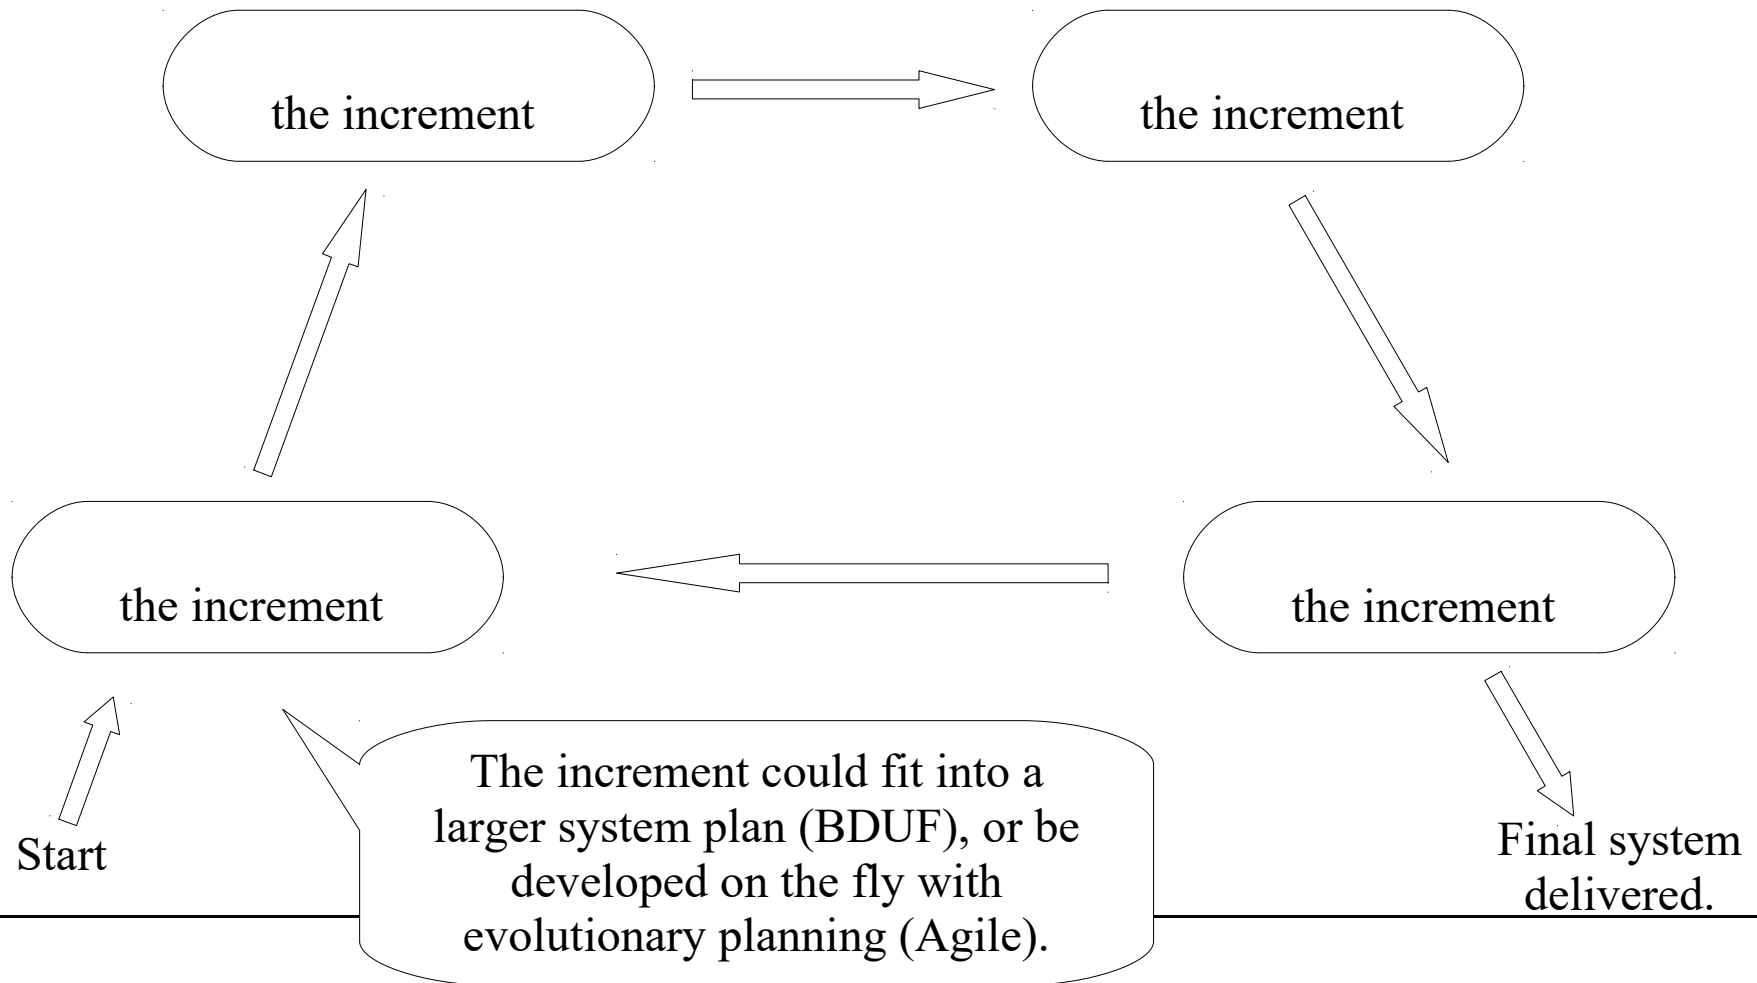 the increment
the increment
the increment
the increment
Start
The increment could fit into a
larger system plan (BDUF), or be
developed on the fly with
evolutionary planning (Agile).
Final system
delivered.